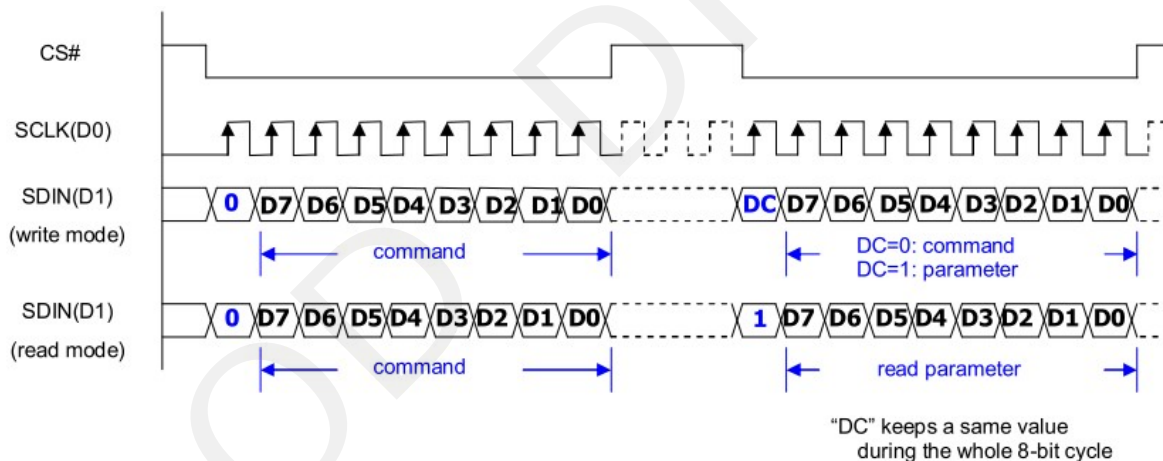 CS#
SCLK(D0)
SDIN(D1) 0 D7 D6 D5 D4 D3 D2 D1 D0 DC D7 D6 D5 D4 D3 D2 D1 D0
(write mode) command DC=0: command
DC=1: parameter
SDIN(D1) 0 D7 D6 D5 D4 D3 D2 D1 D0 1 D7 D6 D5 D4 D3 D2 D1 D0
(read mode) command read parameter
“DC” keeps a same value
during the whole 8-bit cycle